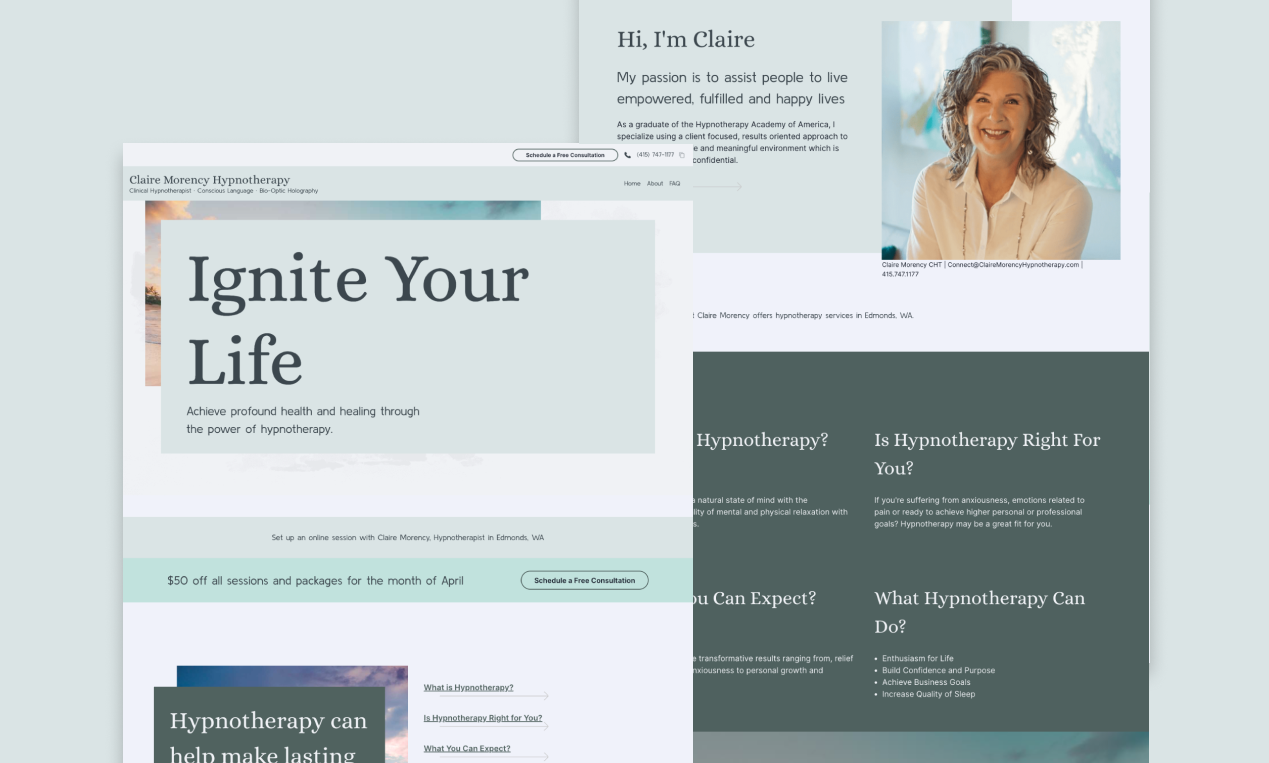 Hi, I'm Claire
My passion is to assist people to live
empowered, fulfilled and happy lives
As a graduate of the Hypnotherapy Academy of America, I
specialize using a client focused, results oriented approach to
e and meaningful environment which is
confidential.
Claire Morency CHT | Connect@ClaireMorencyHypnotherapy.com |
415.747.1177
t Claire Morency offers hypnotherapy services in Edmonds, WA.
Schedule a Free Consultation (415) 747-1177
Claire Morency Hypnotherapy
Clinical Hypnotherapist · Conscious Language · Bio-Optic Holography
Home About FAQ
Ignite Your
Life
Achieve profound health and healing through
the power of hypnotherapy.
Set up an online session with Claire Morency, Hypnotherapist in Edmonds, WA
$50 off all sessions and packages for the month of April
Schedule a Free Consultation
Hypnotherapy can
help make lasting
What is Hypnotherapy?
Is Hypnotherapy Right for You?
What You Can Expect?
Hypnotherapy?
a natural state of mind with the
lity of mental and physical relaxation with
s.
Is Hypnotherapy Right For
You?
If you're suffering from anxiousness, emotions related to
pain or ready to achieve higher personal or professional
goals? Hypnotherapy may be a great fit for you.
ou Can Expect?
e transformative results ranging from, relief
nxiousness to personal growth and
What Hypnotherapy Can
Do?
• Enthusiasm for Life
• Build Confidence and Purpose
• Achieve Business Goals
• Increase Quality of Sleep